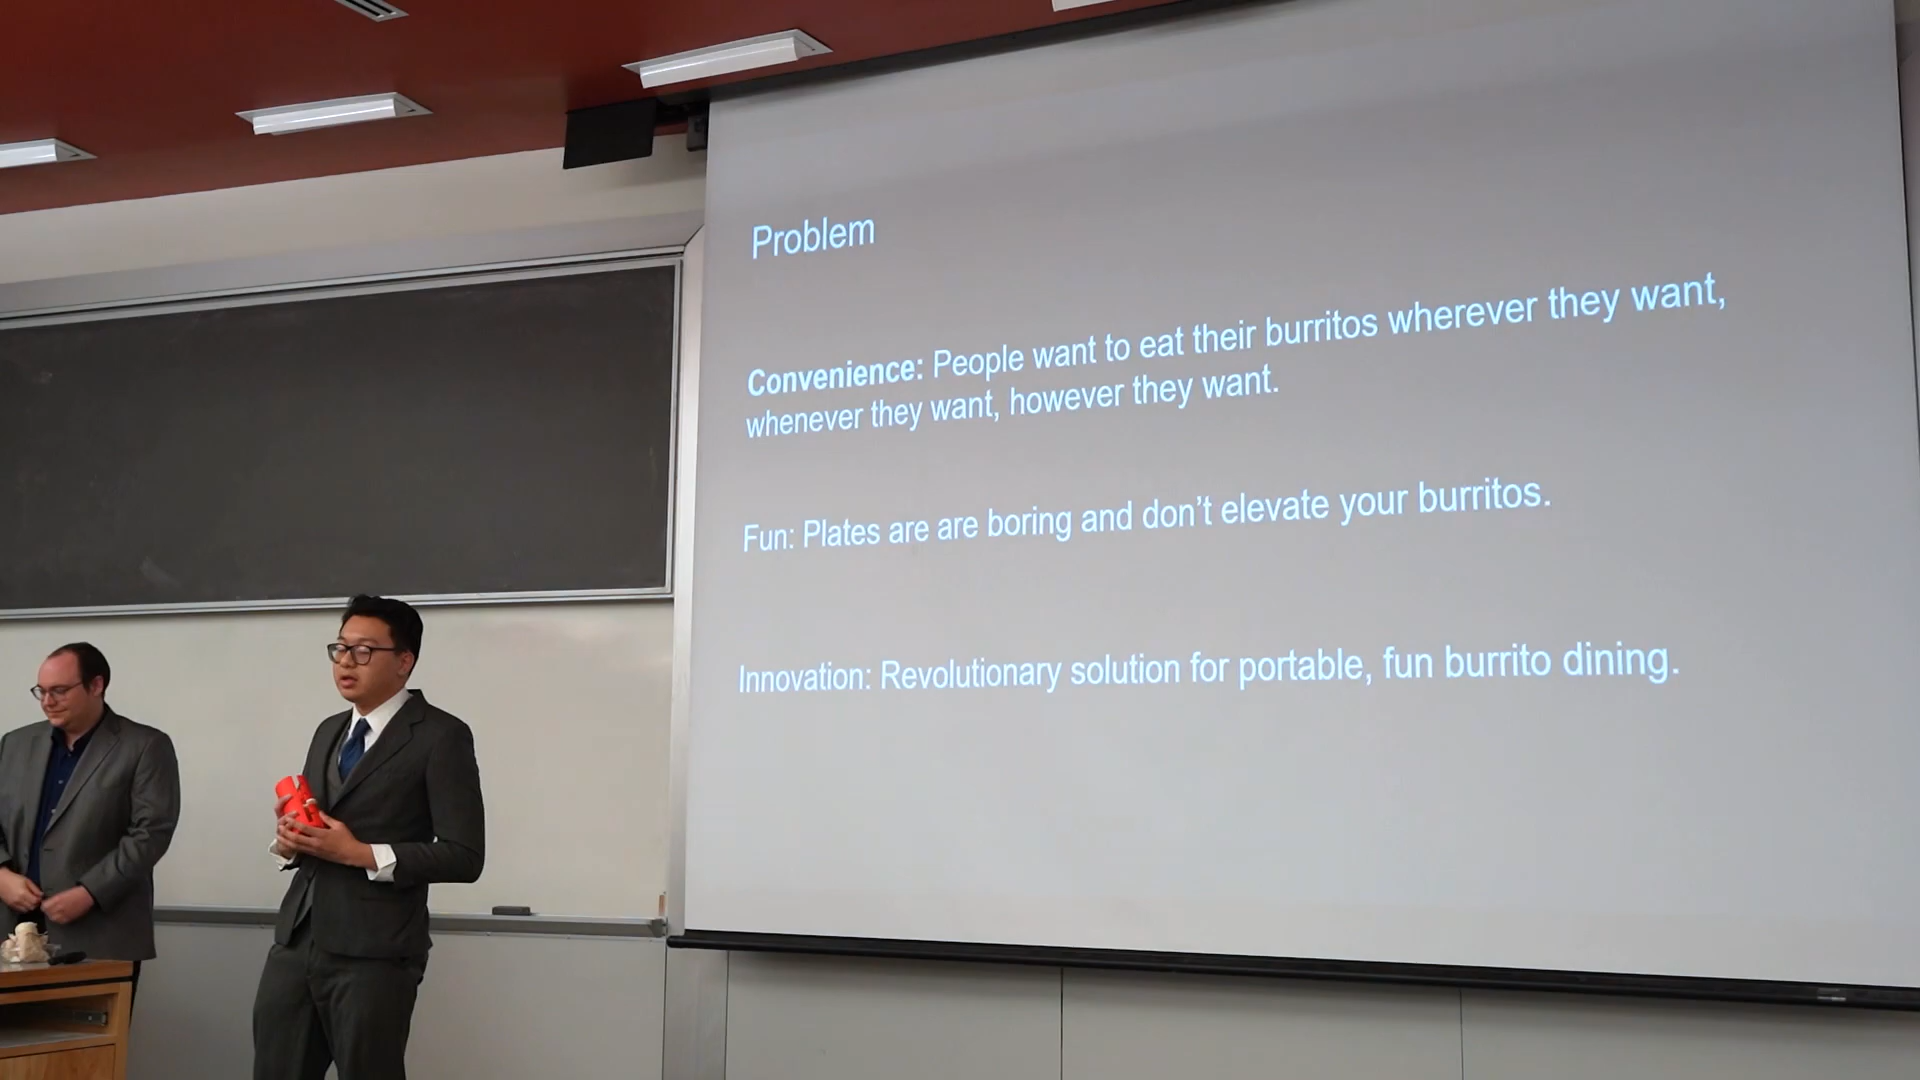 Problem
Convenience: People want to eat their burritos wherever they want,
whenever they want, however they want.
Fun: Plates are are boring and don't elevate your burritos.
Innovation: Revolutionary solution for portable, fun burrito dining.